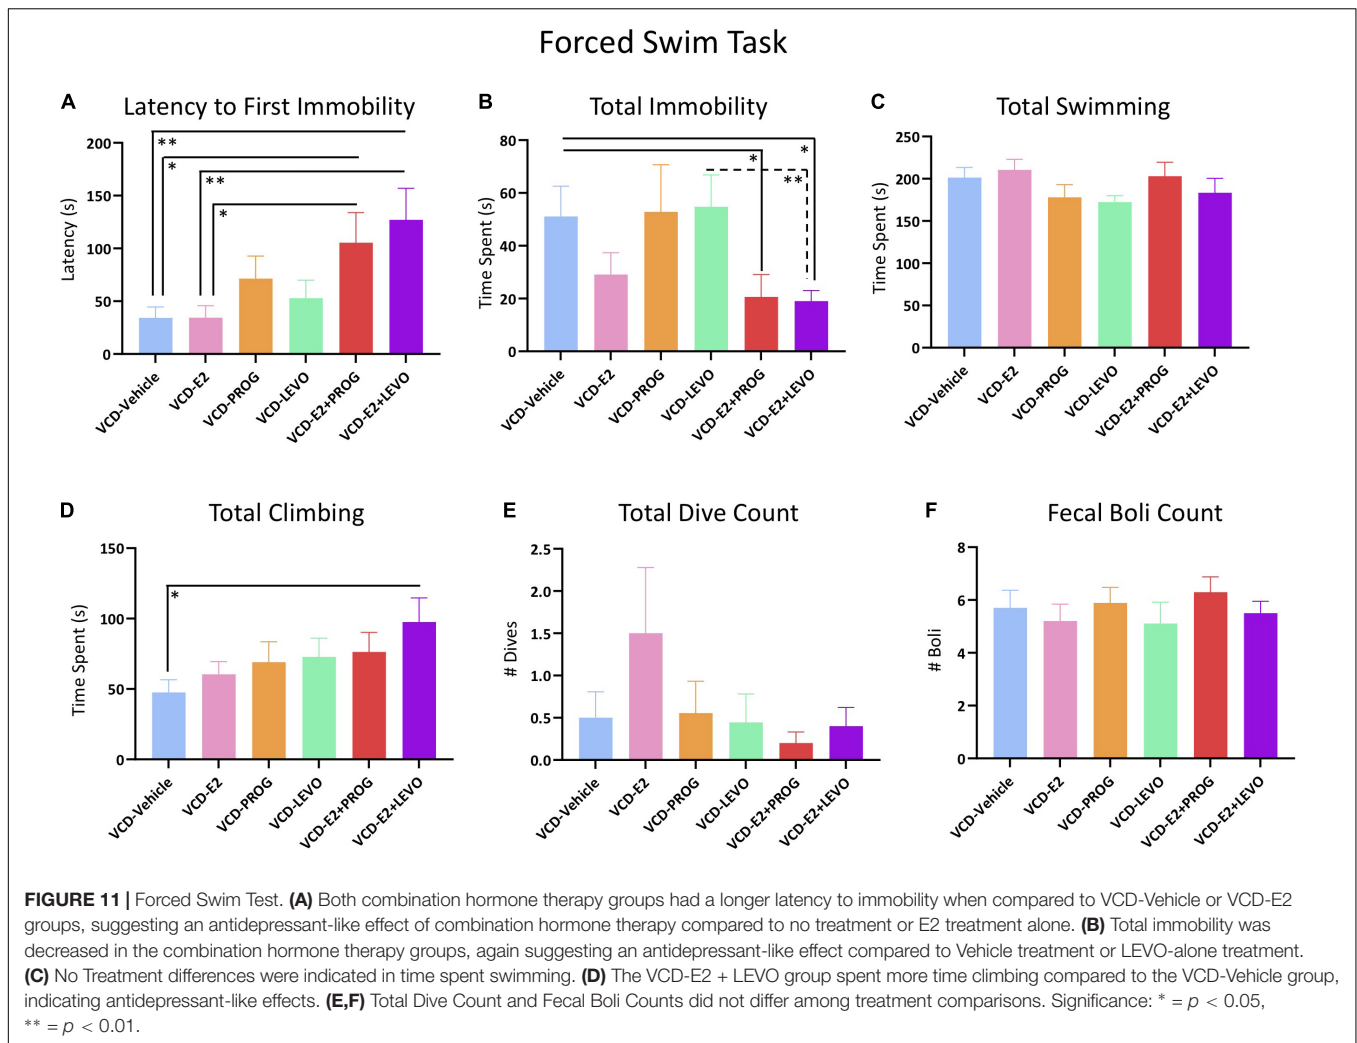 Forced Swim Task
A Latency to First Immobility
200
150
100
50
0
Latency (s)
**
*
**
*
VCD-Vehicle
VCD-E2
VCD-PROG
VCD-LEVO
VCD-E2+PROG
VCD-E2+LEVO
B Total Immobility
80
60
40
20
0
Time Spent (s)
*
*
**
VCD-Vehicle
VCD-E2
VCD-PROG
VCD-LEVO
VCD-E2+PROG
VCD-E2+LEVO
C Total Swimming
250
200
150
100
50
0
Time Spent (s)
VCD-Vehicle
VCD-E2
VCD-PROG
VCD-LEVO
VCD-E2+PROG
VCD-E2+LEVO
D Total Climbing
150
100
50
0
Time Spent (s)
*
VCD-Vehicle
VCD-E2
VCD-PROG
VCD-LEVO
VCD-E2+PROG
VCD-E2+LEVO
E Total Dive Count
2.5
2.0
1.5
1.0
0.5
0.0
# Dives
VCD-Vehicle
VCD-E2
VCD-PROG
VCD-LEVO
VCD-E2+PROG
VCD-E2+LEVO
F Fecal Boli Count
8
6
4
2
0
# Boli
VCD-Vehicle
VCD-E2
VCD-PROG
VCD-LEVO
VCD-E2+PROG
VCD-E2+LEVO
FIGURE 11 | Forced Swim Test. (A) Both combination hormone therapy groups had a longer latency to immobility when compared to VCD-Vehicle or VCD-E2
groups, suggesting an antidepressant-like effect of combination hormone therapy compared to no treatment or E2 treatment alone. (B) Total immobility was
decreased in the combination hormone therapy groups, again suggesting an antidepressant-like effect compared to Vehicle treatment or LEVO-alone treatment.
(C) No Treatment differences were indicated in time spent swimming. (D) The VCD-E2 + LEVO group spent more time climbing compared to the VCD-Vehicle group,
indicating antidepressant-like effects. (E,F) Total Dive Count and Fecal Boli Counts did not differ among treatment comparisons. Significance: * = p < 0.05,
** = p < 0.01.